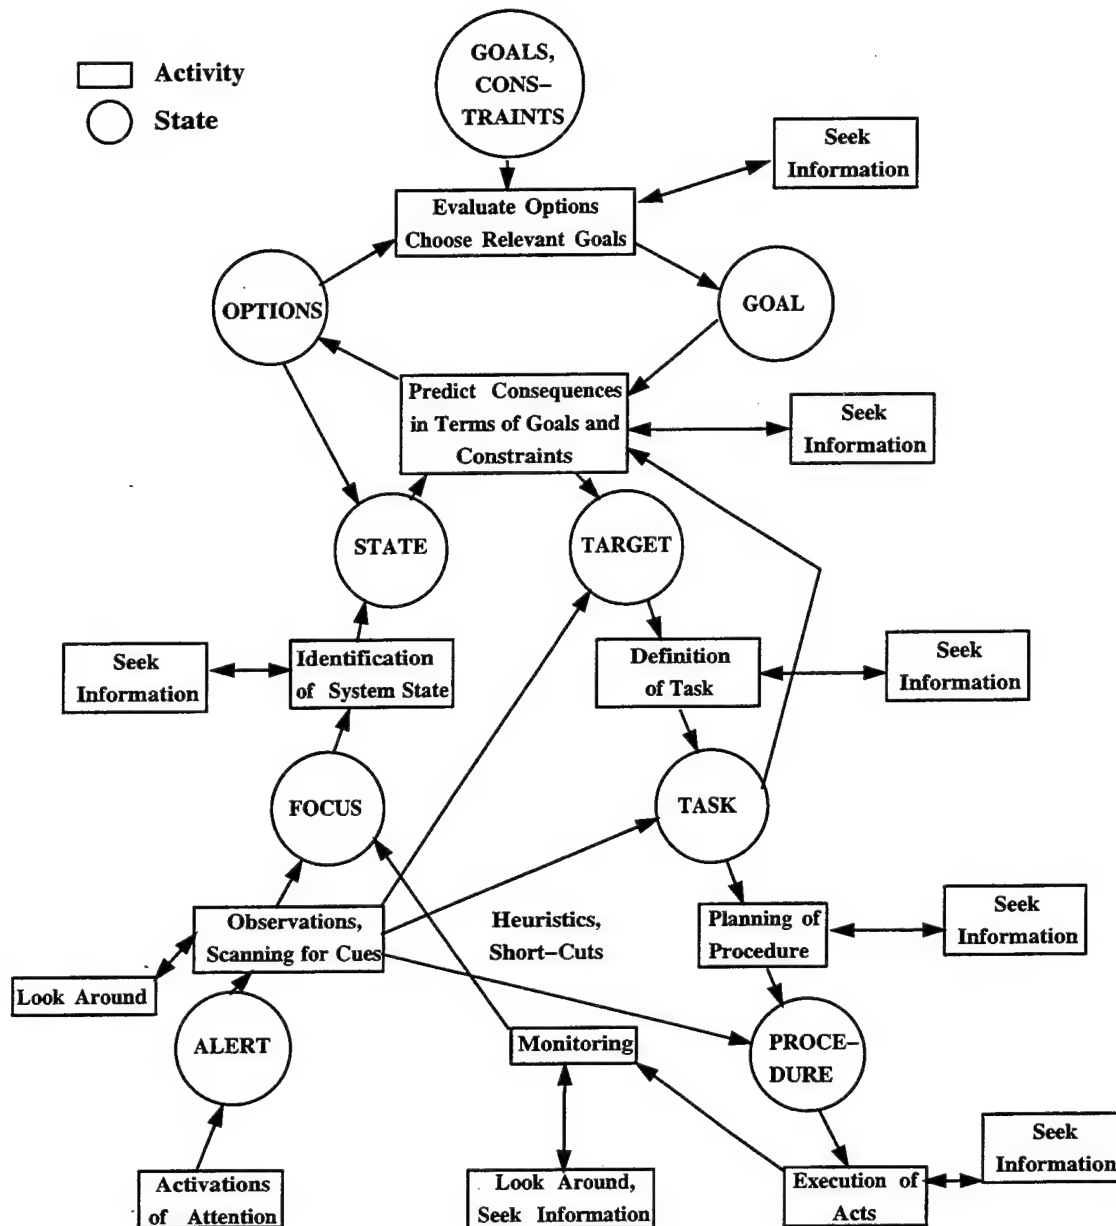 GOALS,
CONS–
TRAINTS
Activity
State
Seek
Information
Evaluate Options
Choose Relevant Goals
OPTIONS
GOAL
Predict Consequences
in Terms of Goals and
Constraints
Seek
Information
STATE
TARGET
Seek
Information
Identification
of System State
Definition
of Task
Seek
Information
FOCUS
TASK
Observations,
Scanning for Cues
Heuristics,
Short–Cuts
Planning of
Procedure
Seek
Information
Look Around
ALERT
Monitoring
PROCE–
DURE
Activations
of Attention
Look Around,
Seek Information
Execution of
Acts
Seek
Information